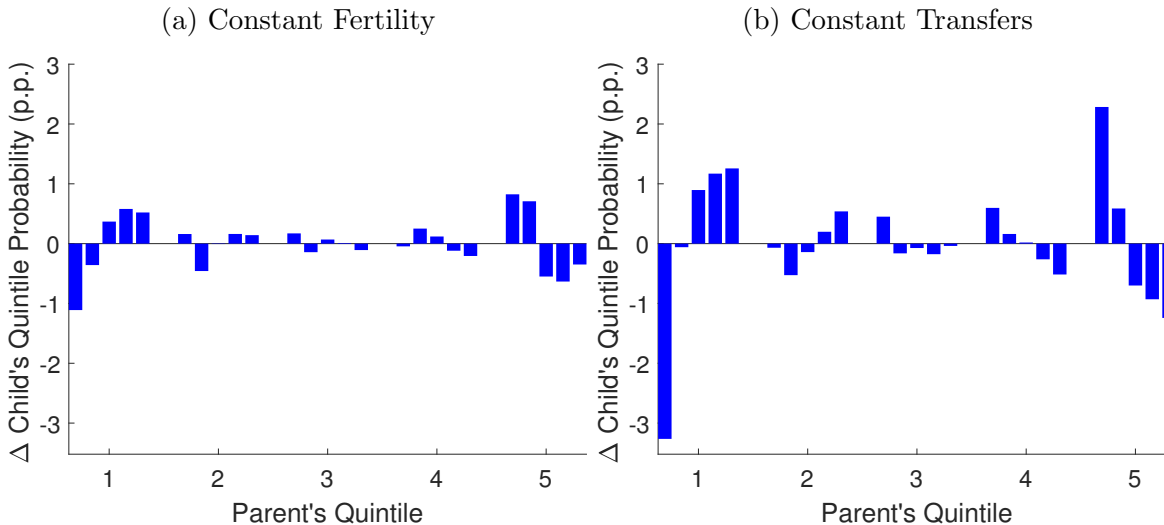 (a) Constant Fertility
Δ Child's Quintile Probability (p.p.)
3
2
1
0
-1
-2
-3
1 2 3 4 5
Parent's Quintile
(b) Constant Transfers
Δ Child's Quintile Probability (p.p.)
3
2
1
0
-1
-2
-3
1 2 3 4 5
Parent's Quintile